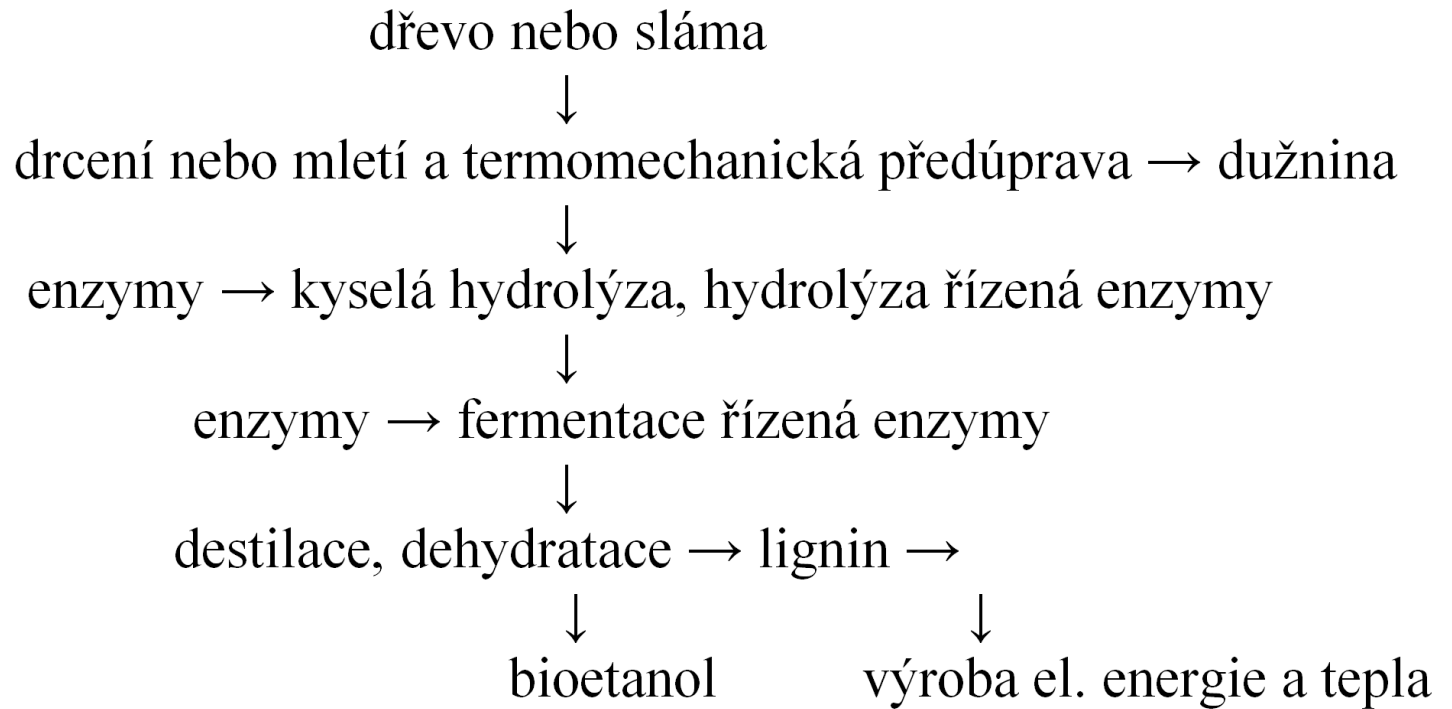 dřevo nebo sláma
↓
drcení nebo mletí a termomechanická předúprava → dužnina
↓
enzymy → kyselá hydrolýza, hydrolýza řízená enzymy
↓
enzymy → fermentace řízená enzymy
↓
destilace, dehydratace → lignin →
↓ ↓
bioetanol výroba el. energie a tepla